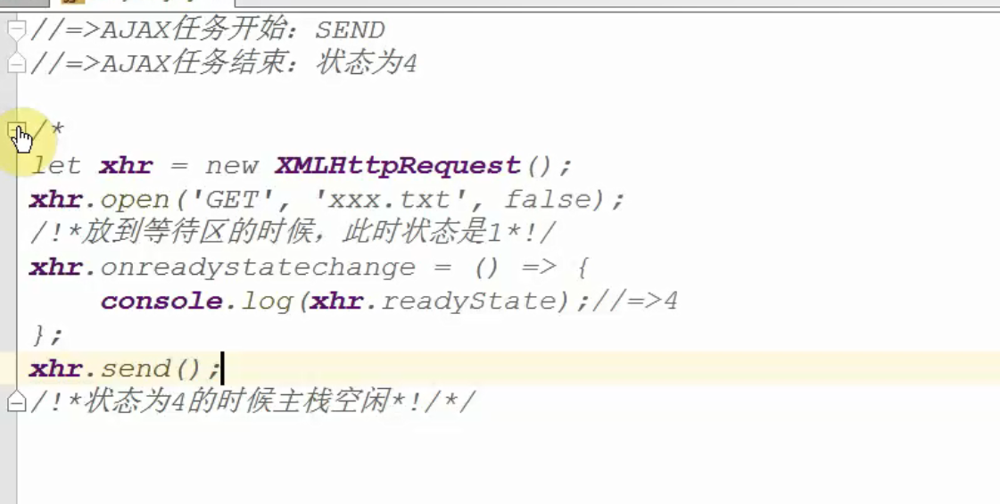 //=>AJAX任务开始：SEND
//=>AJAX任务结束：状态为4
/*
let xhr = new XMLHttpRequest();
xhr.open('GET', 'xxx.txt', false);
/!*放到等待区的时候，此时状态是1*!/
xhr.onreadystatechange = () => {
console.log(xhr.readyState);//=>4
};
xhr.send();
/!*状态为4的时候主栈空闲*!/*/